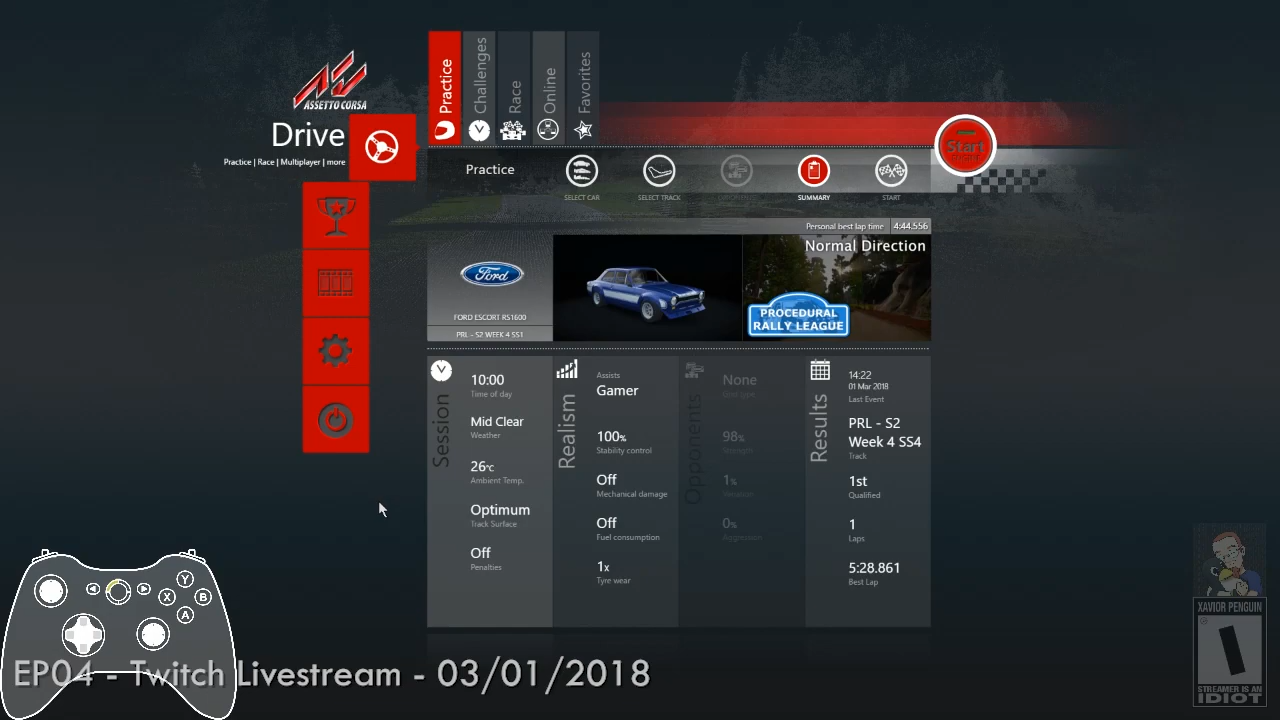 ASSETTO CORSA
Drive
Practice | Race | Multiplayer | more
Practice
Challenges
Race
Online
Favorites
Practice
SELECT CAR
SELECT TRACK
SUMMARY
START
Start
Personal best lap time 4:44.556
Ford
FORD ESCORT RS1600
PRL - S2 WEEK 4 SS1
Normal Direction
PROCEDURAL
RALLY LEAGUE
Session
10:00
Time of day
Mid Clear
Weather
26°C
Ambient Temp.
Optimum
Track Surface
Off
Penalties
Realism
Assists
Gamer
100%
Stability control
Off
Mechanical damage
Off
Fuel consumption
1x
Tyre wear
Opponents
None
98%
Strength
1%
0%
Aggression
Results
14:22
01 Mar 2018
Last Event
PRL - S2
Week 4 SS4
Track
1st
Qualified
1
Laps
5:28.861
Best Lap
Y
X
B
A
EP04 - Twitch Livestream - 03/01/2018
XAVIOR PENGUIN
I
STREAMER IS AN
IDIOT